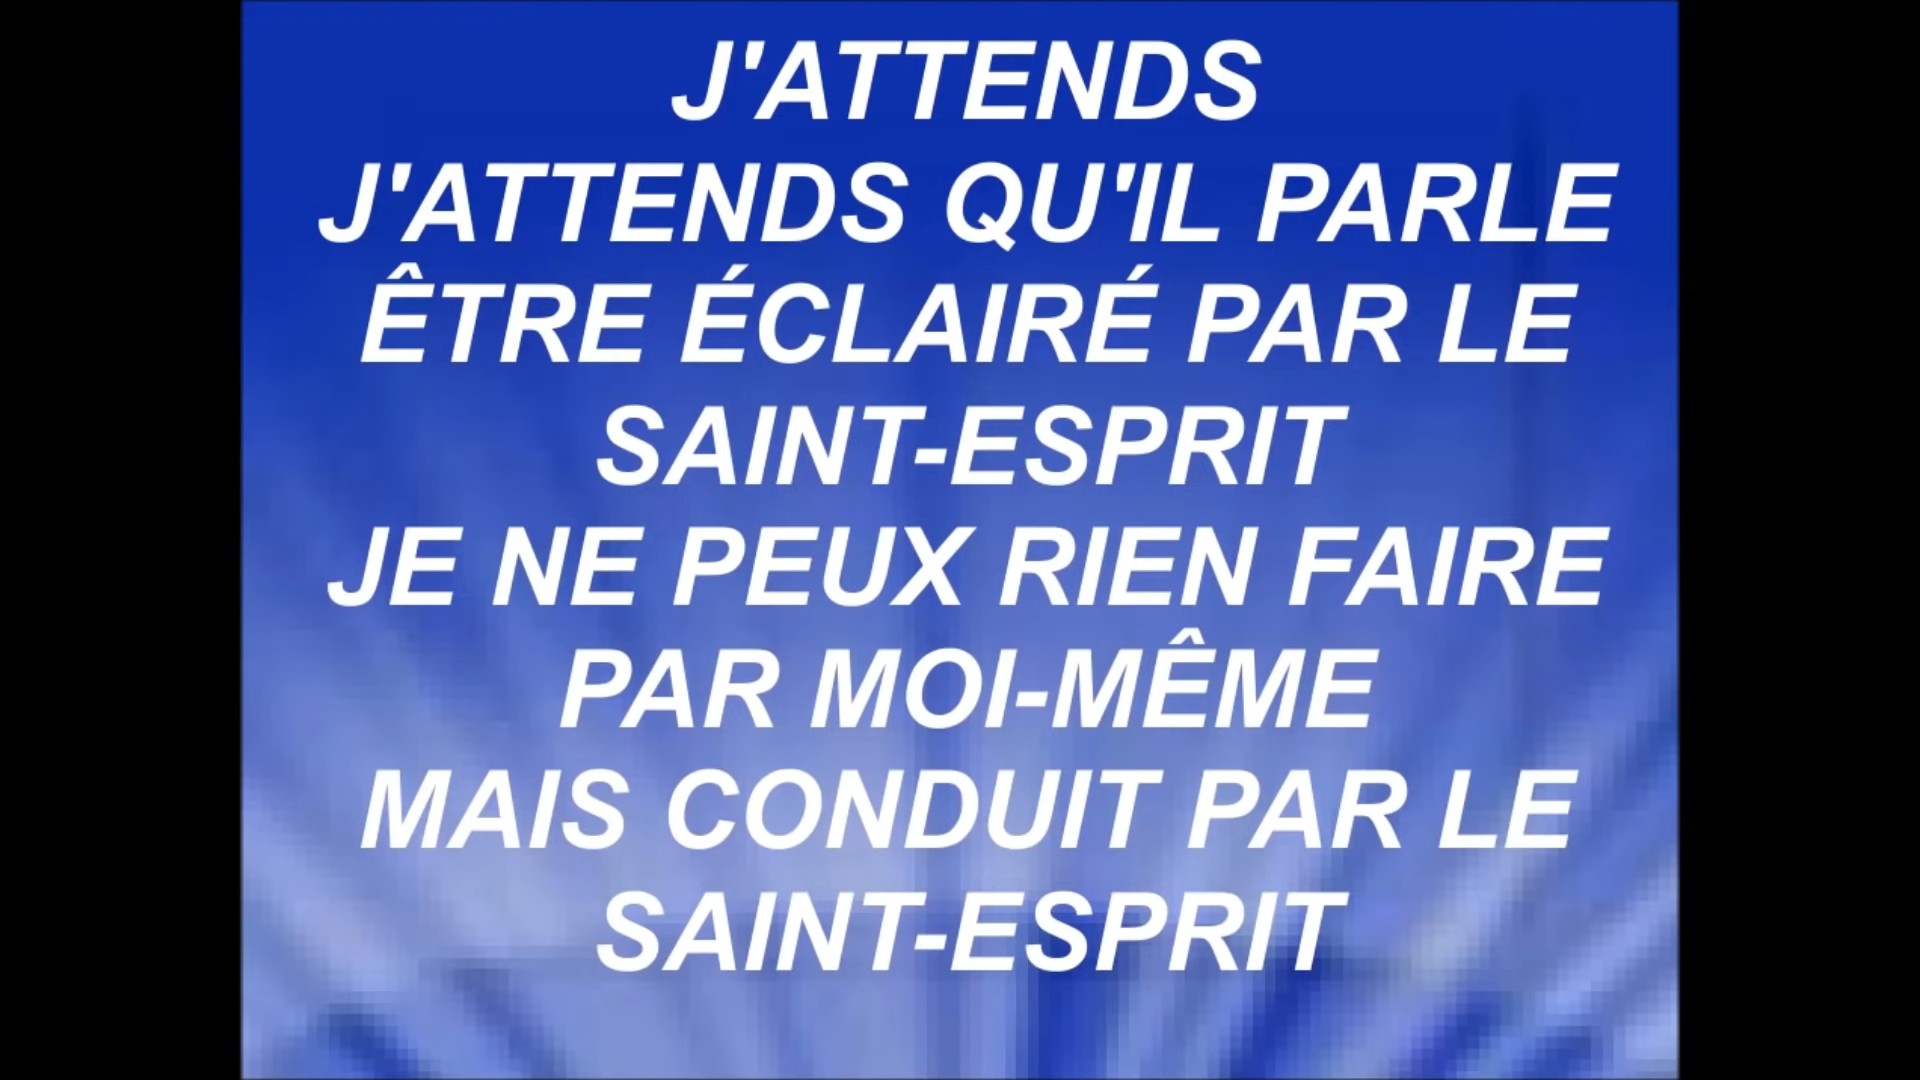 J'ATTENDS
J'ATTENDS QU'IL PARLE
ÊTRE ÉCLAIRÉ PAR LE
SAINT-ESPRIT
JE NE PEUX RIEN FAIRE
PAR MOI-MÊME
MAIS CONDUIT PAR LE
SAINT-ESPRIT